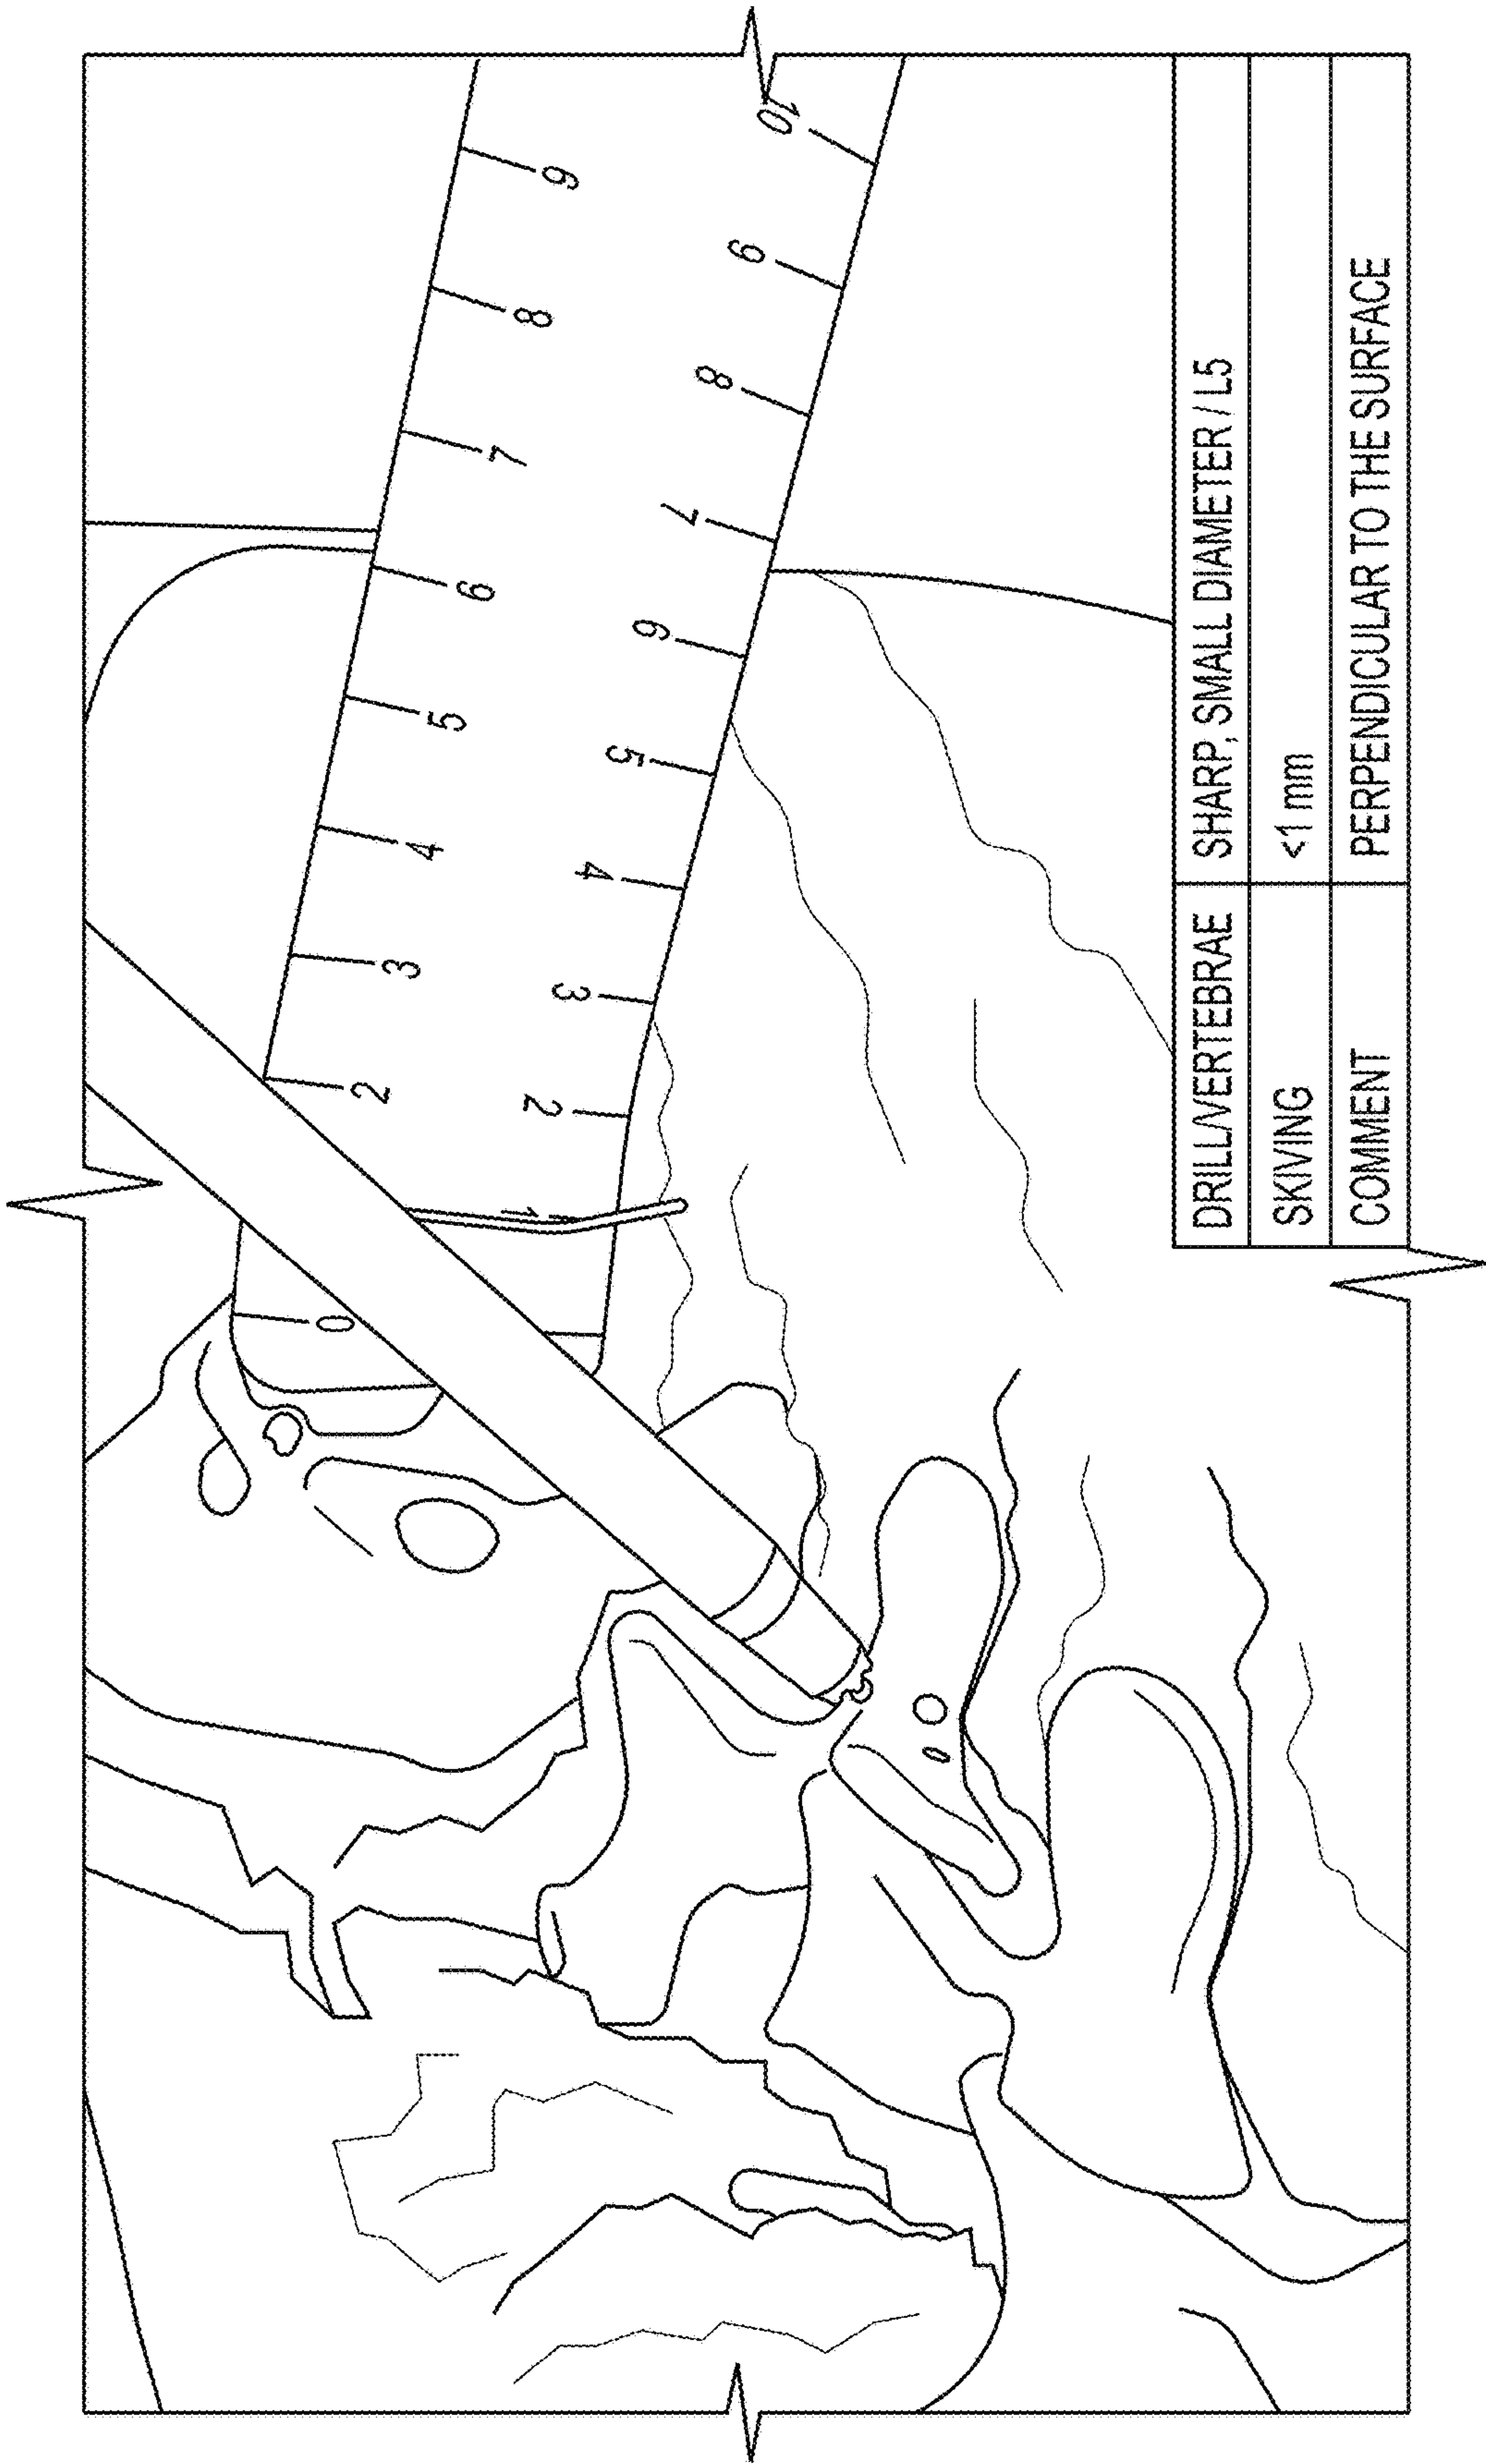 0 2 3 4 5 6 7 8 9
1 2 3 4 5 6 7 8 9 10
DRILL/VERTEBRAE SHARP, SMALL DIAMETER / L5
SKIVING <1 mm
COMMENT PERPENDICULAR TO THE SURFACE